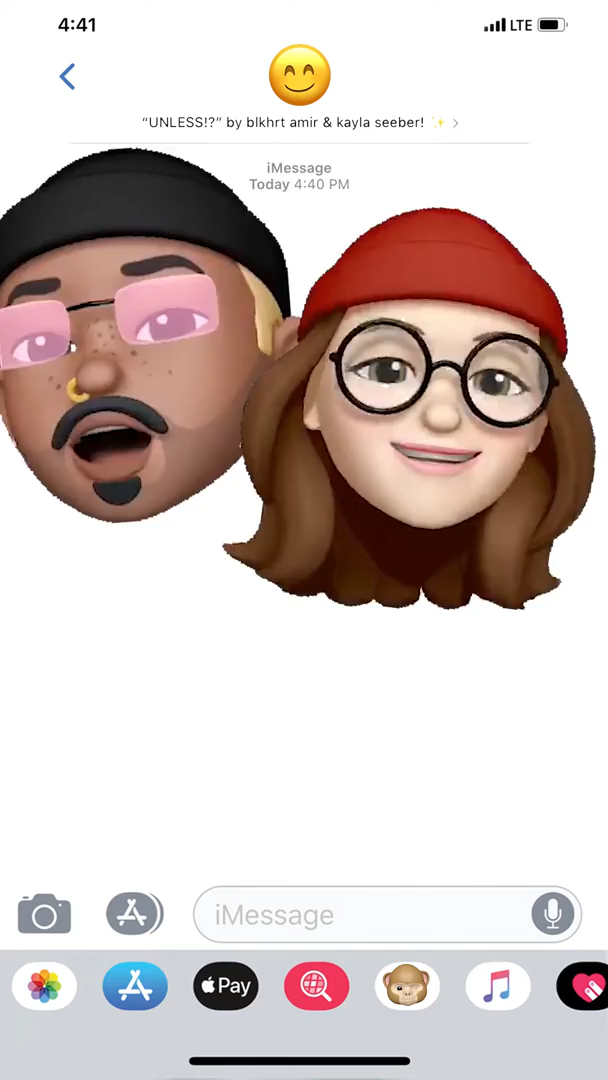 4:41
LTE
“UNLESS!?” by blkhrt amir & kayla seeber! ✨ >
iMessage
Today 4:40 PM
iMessage
Pay